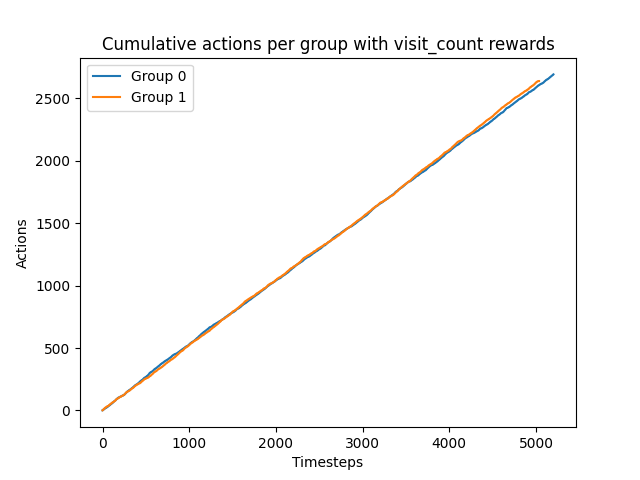 Cumulative actions per group with visit_count rewards
Group 0
Group 1
2500
2000
1500
1000
500
0
Actions
0 1000 2000 3000 4000 5000
Timesteps